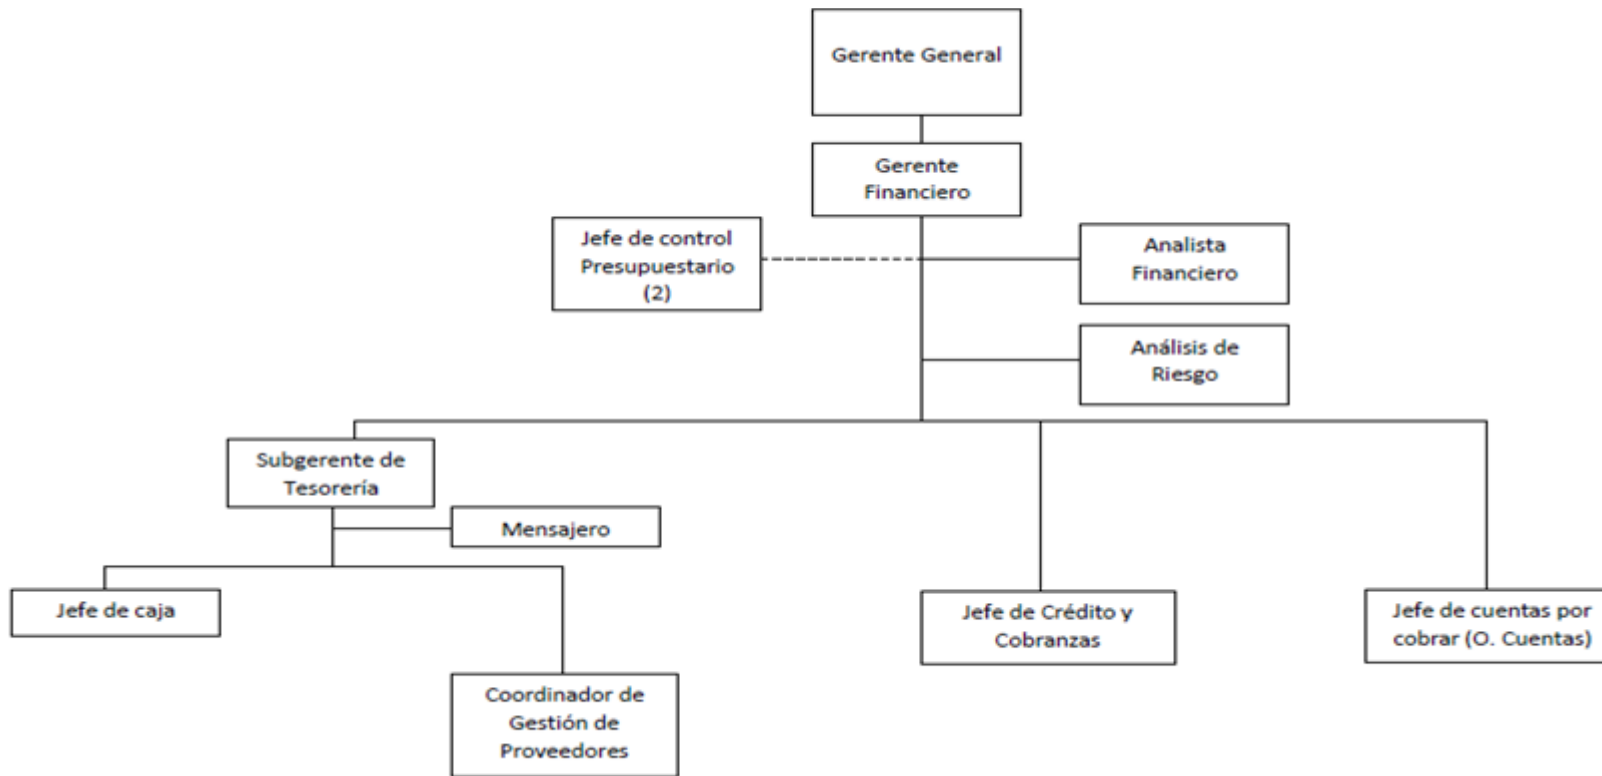 Gerente General
Gerente
Financiero
Jefe de control
Presupuestario
(2)
Analista
Financiero
Análisis de
Riesgo
Subgerente de
Tesorería
Mensajero
Jefe de caja
Coordinador de
Gestión de
Proveedores
Jefe de Crédito y
Cobranzas
Jefe de cuentas por
cobrar (O. Cuentas)